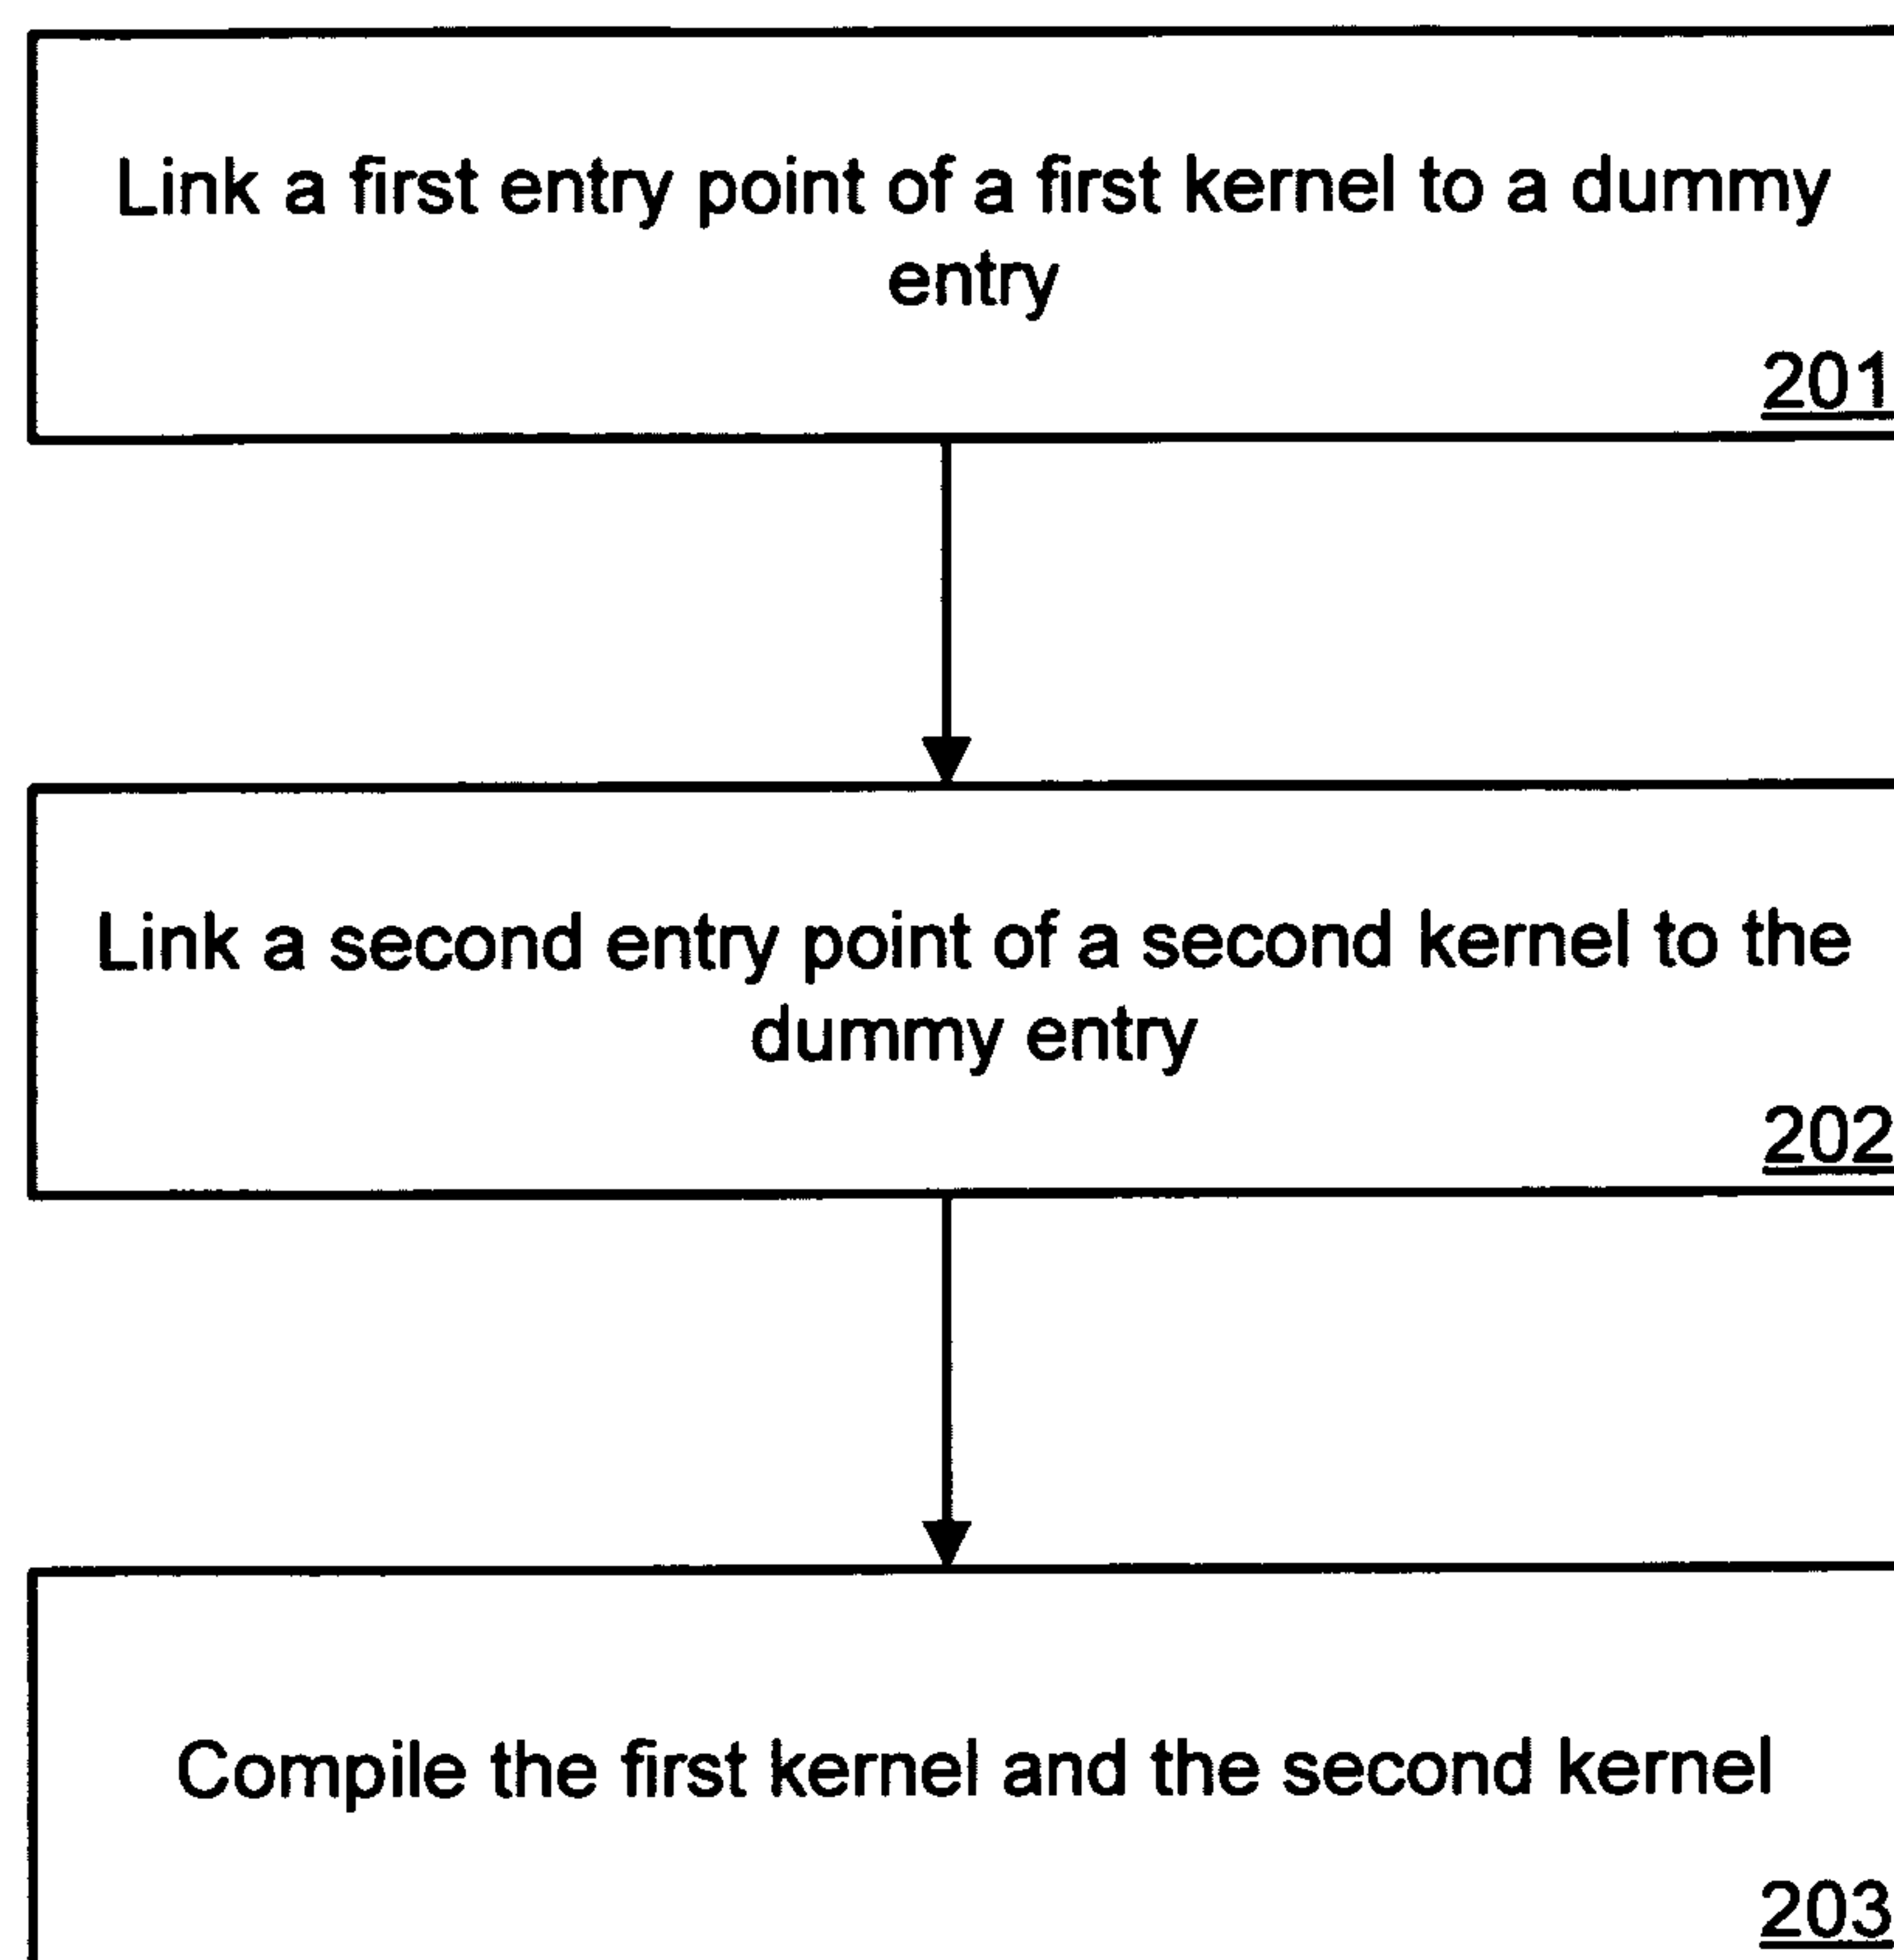 Link a first entry point of a first kernel to a dummy
entry
201
Link a second entry point of a second kernel to the
dummy entry
202
Compile the first kernel and the second kernel
203